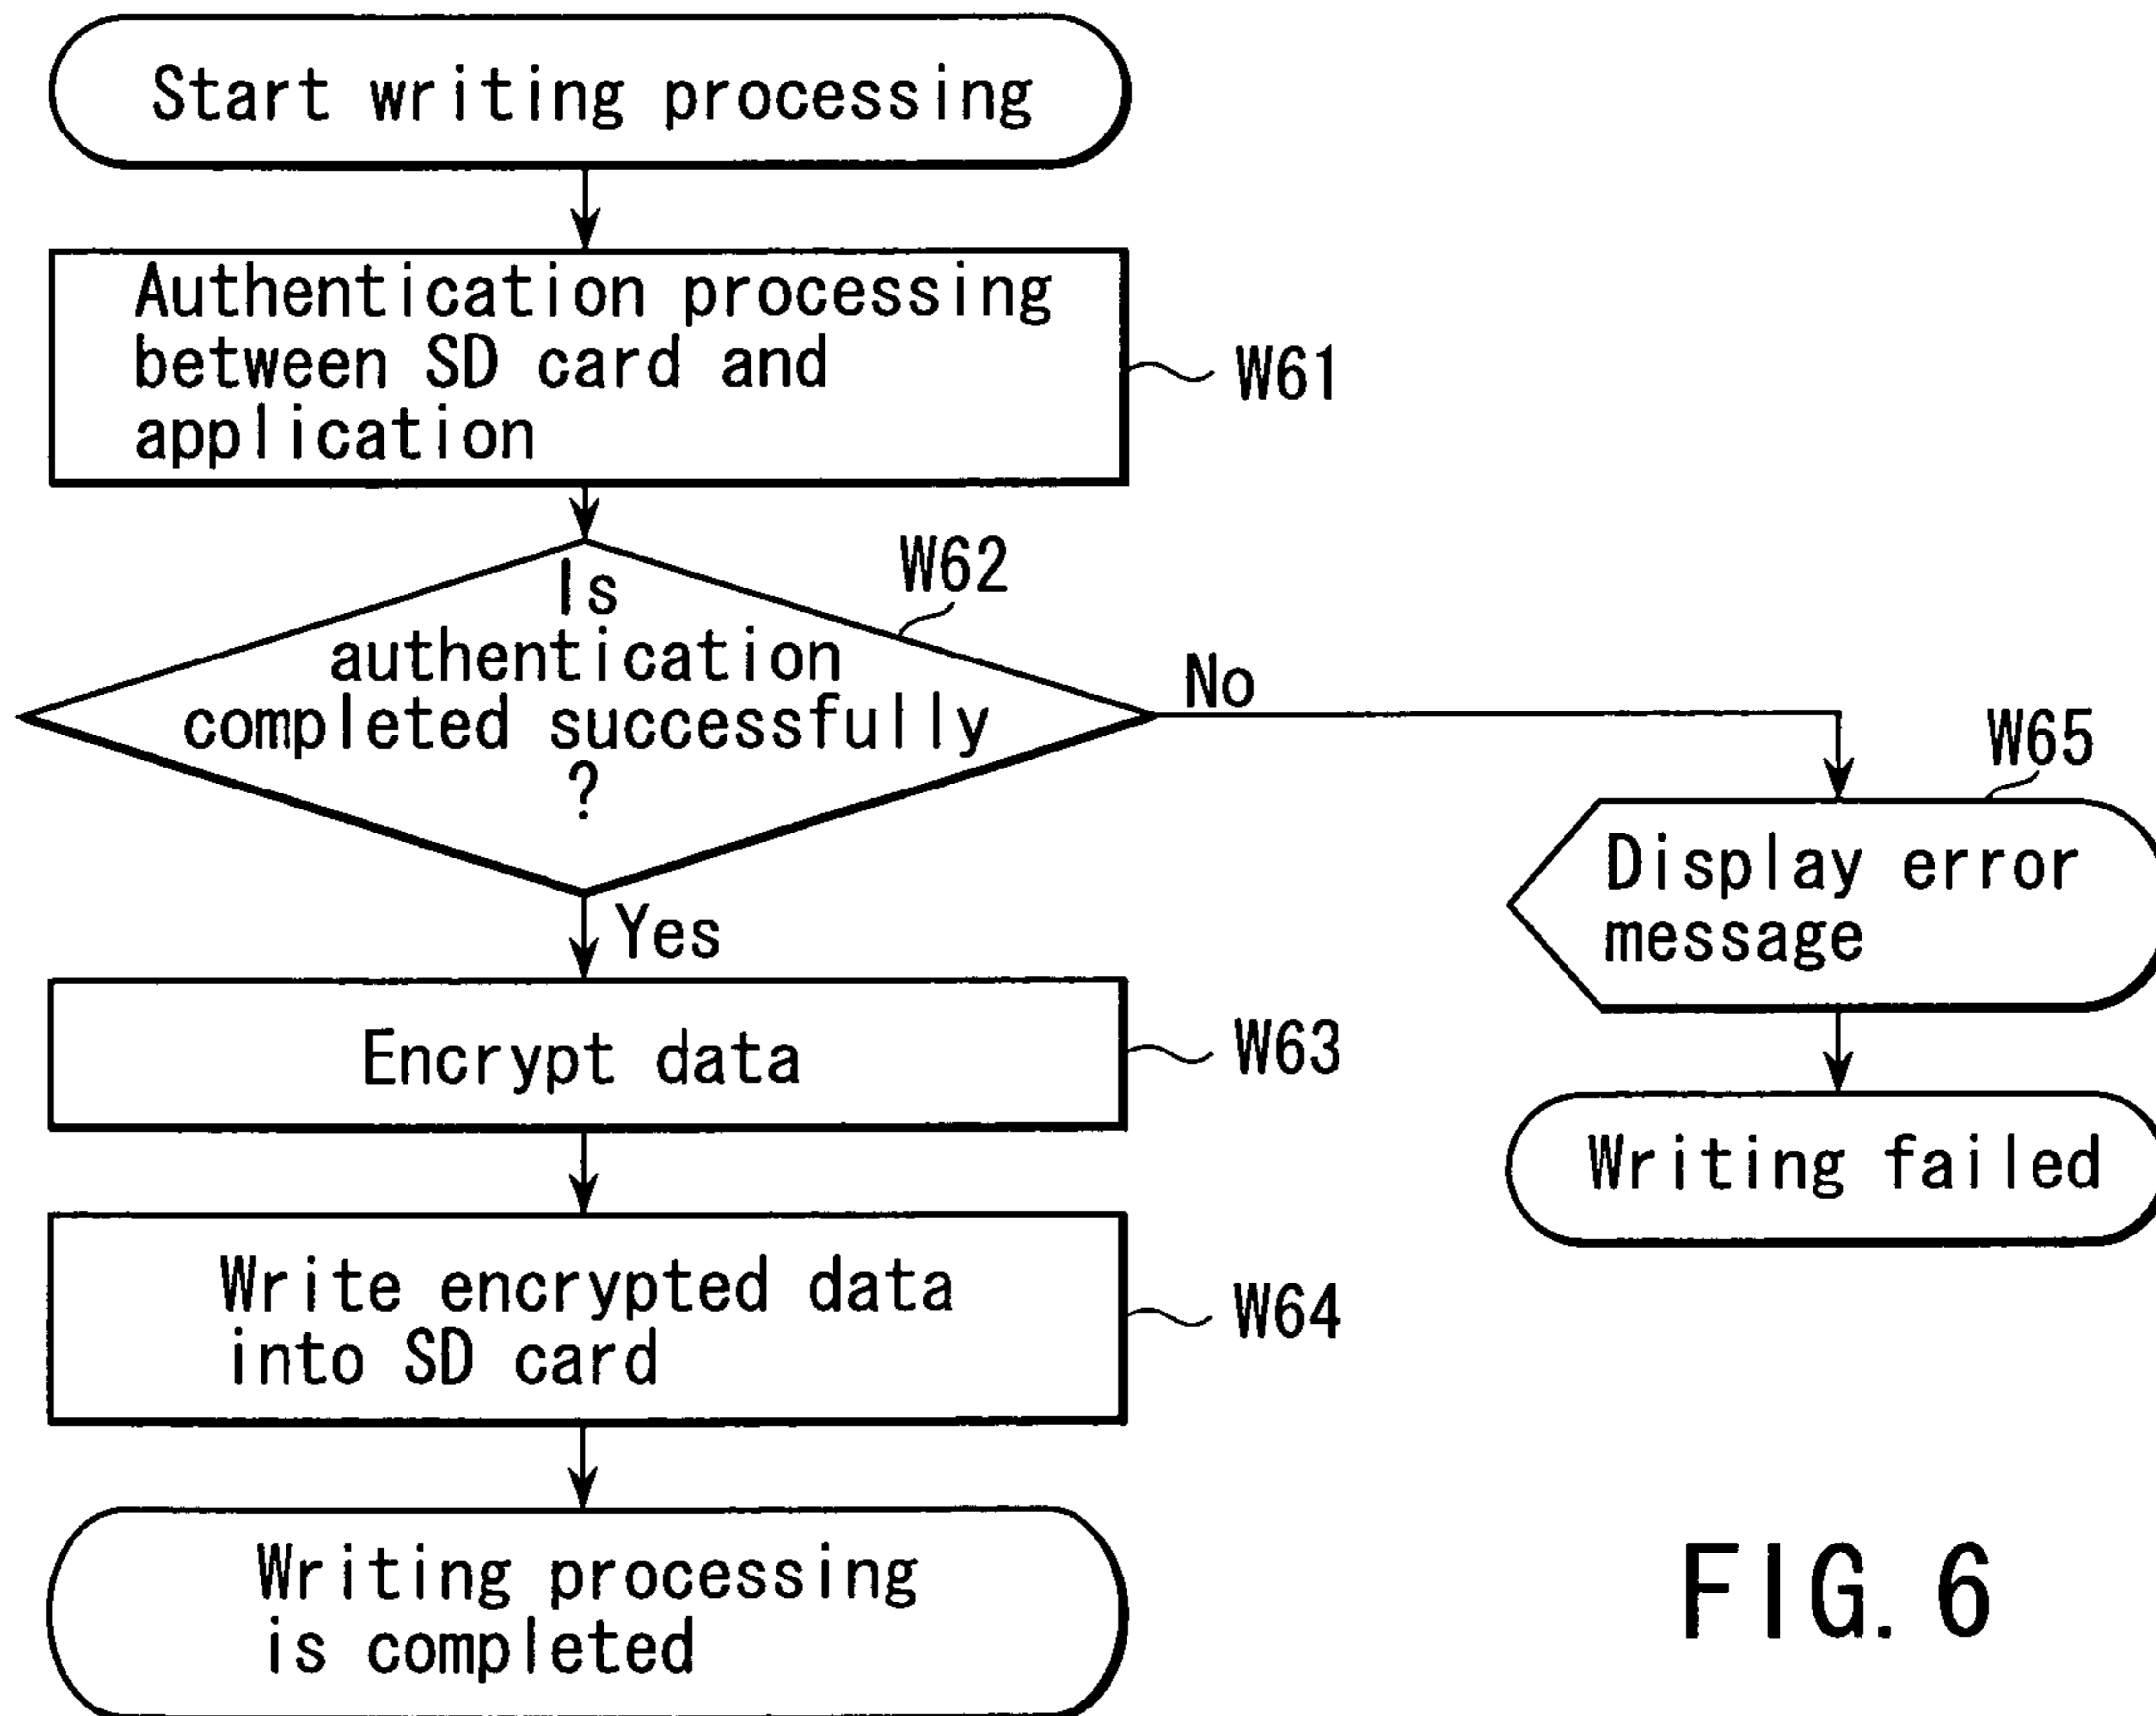 Start writing processing
Authentication processing
between SD card and
application
W61
W62
Is
authentication
completed successfully
?
No
Yes
W65
Display error
message
Encrypt data
W63
Writing failed
Write encrypted data
into SD card
W64
Writing processing
is completed
FIG. 6